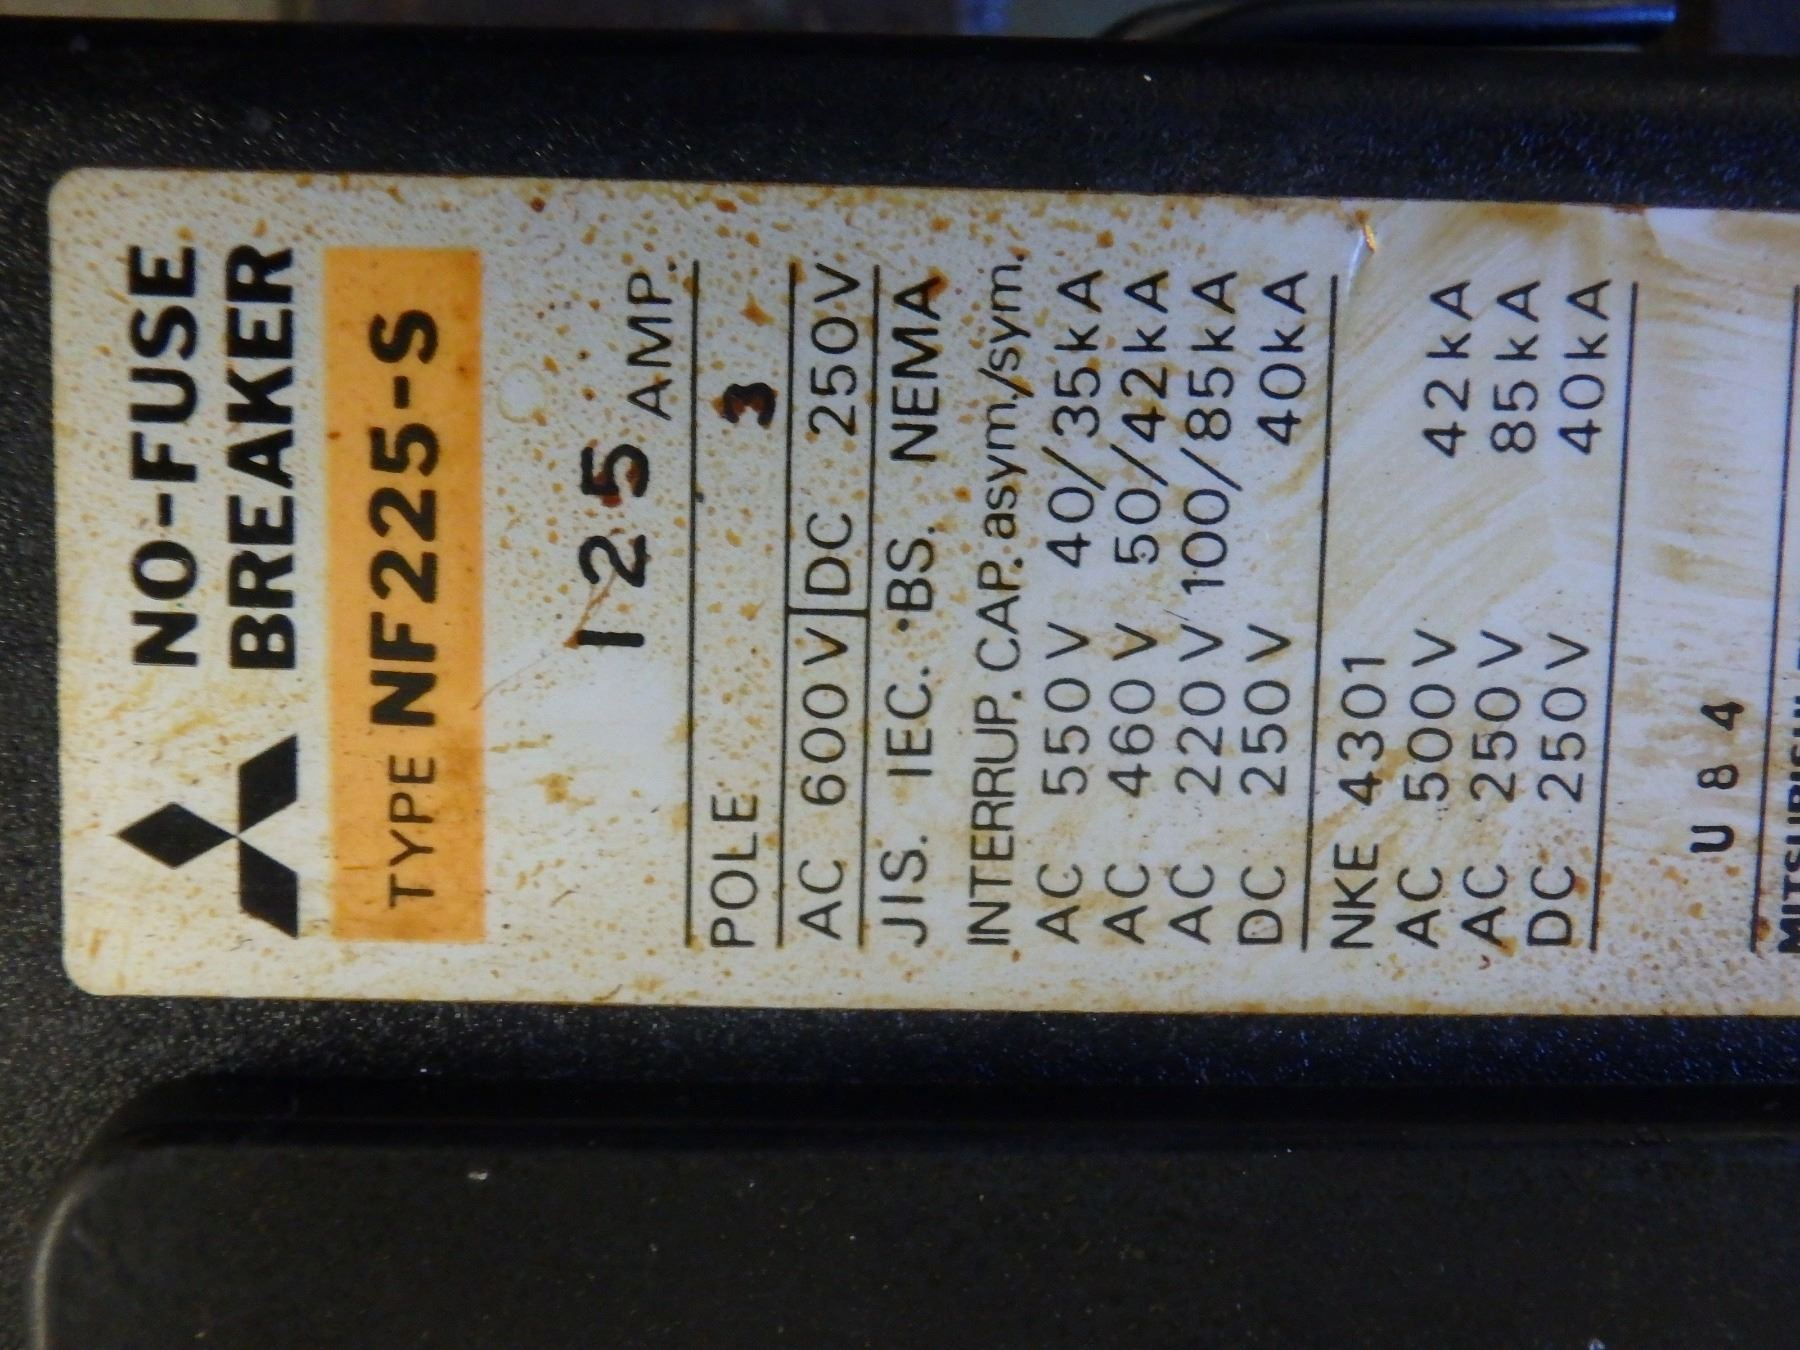 NO-FUSE
BREAKER
TYPE NF225-S
125 AMP.
POLE 3
AC 600V DC 250V
JIS. IEC. BS. NEMA
INTERRUP. CAP. asym./sym.
AC 550V 40/35kA
AC 460V 50/42kA
AC 220V 100/85kA
DC 250V 40kA
NKE 4301
AC 500V 42kA
AC 250V 85kA
DC 250V 40kA
U84